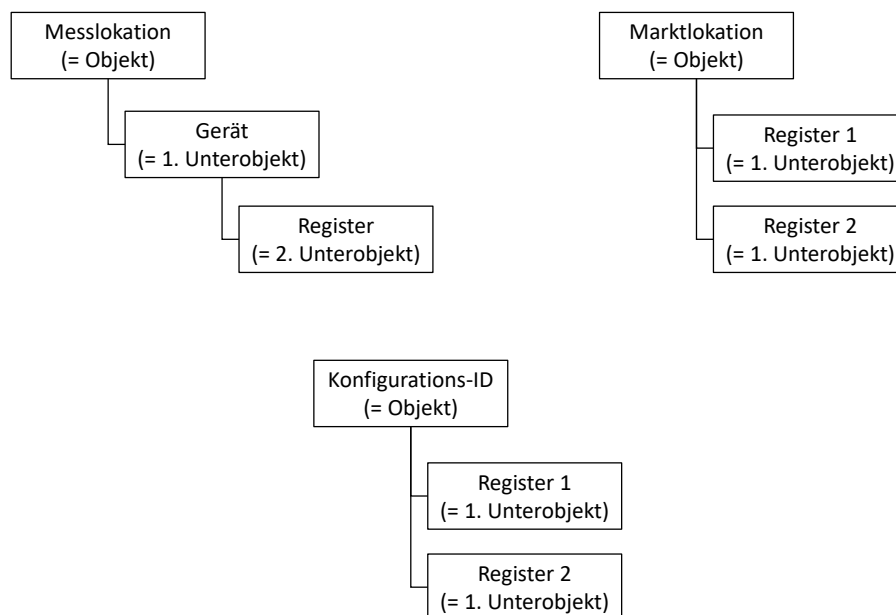 Messlokation
(= Objekt)
Gerät
(= 1. Unterobjekt)
Register
(= 2. Unterobjekt)
Marktlokation
(= Objekt)
Register 1
(= 1. Unterobjekt)
Register 2
(= 1. Unterobjekt)
Konfigurations-ID
(= Objekt)
Register 1
(= 1. Unterobjekt)
Register 2
(= 1. Unterobjekt)